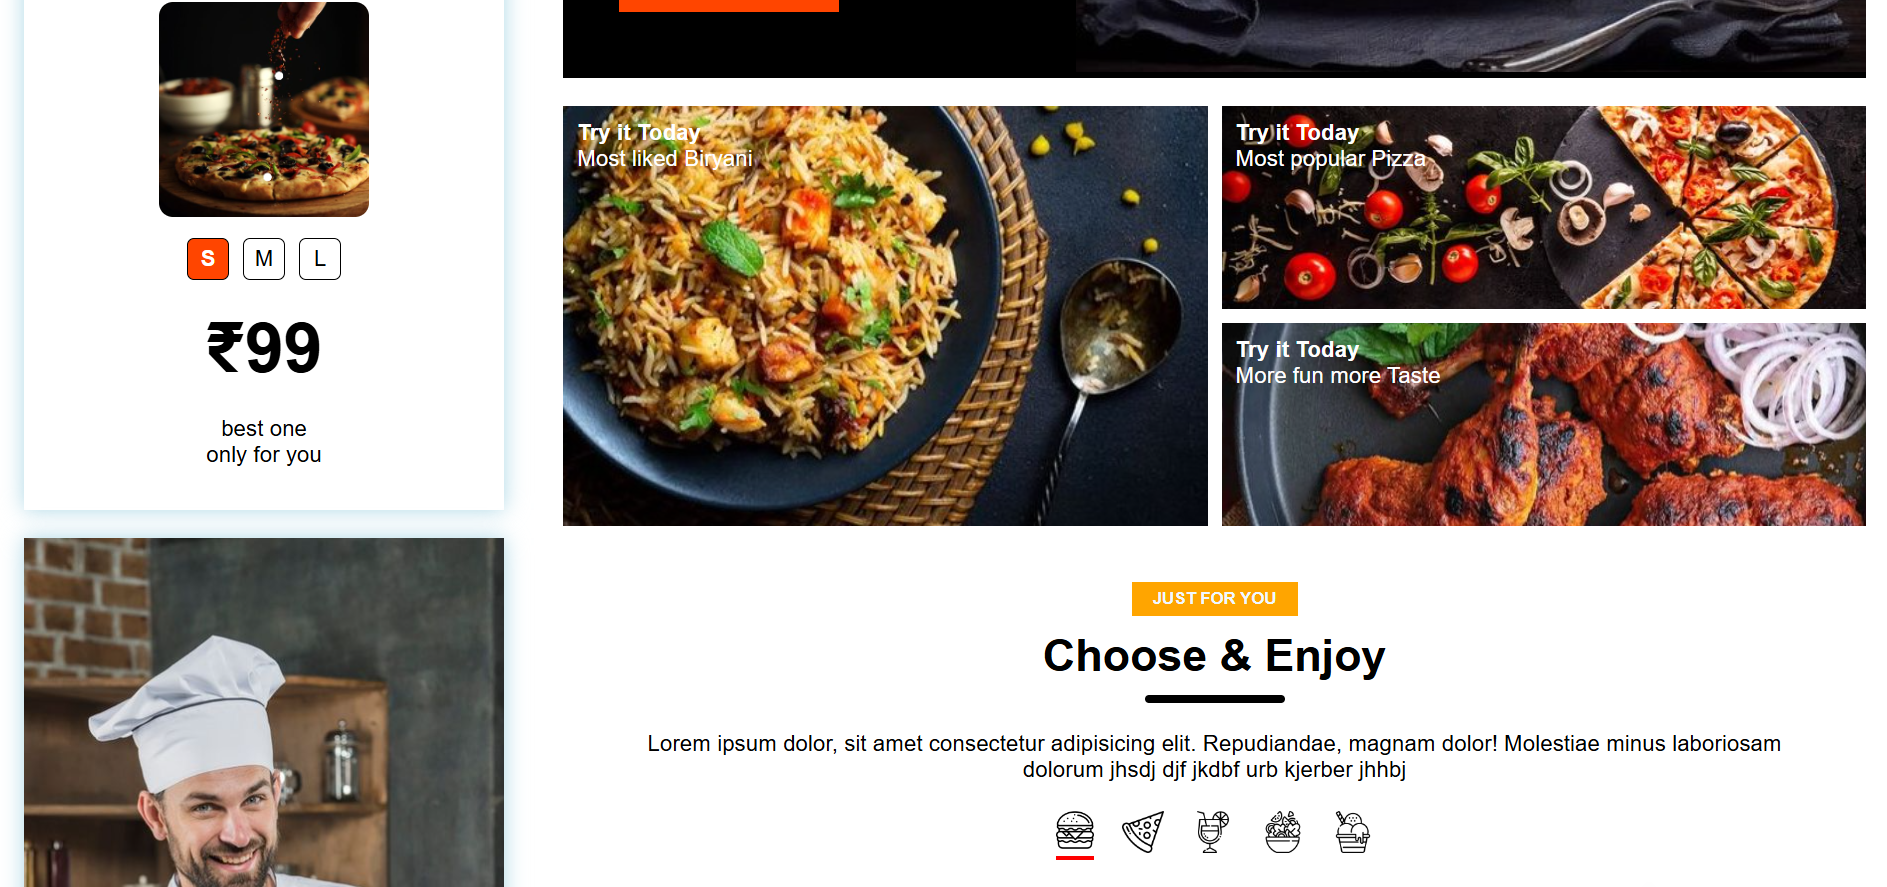 S M L
₹99
best one
only for you
Try it Today
Most liked Biryani
Try it Today
Most popular Pizza
Try it Today
More fun more Taste
JUST FOR YOU
Choose & Enjoy
Lorem ipsum dolor, sit amet consectetur adipisicing elit. Repudiandae, magnam dolor! Molestiae minus laboriosam
dolorum jhsdj djf jkdbf urb kjerber jhhbj